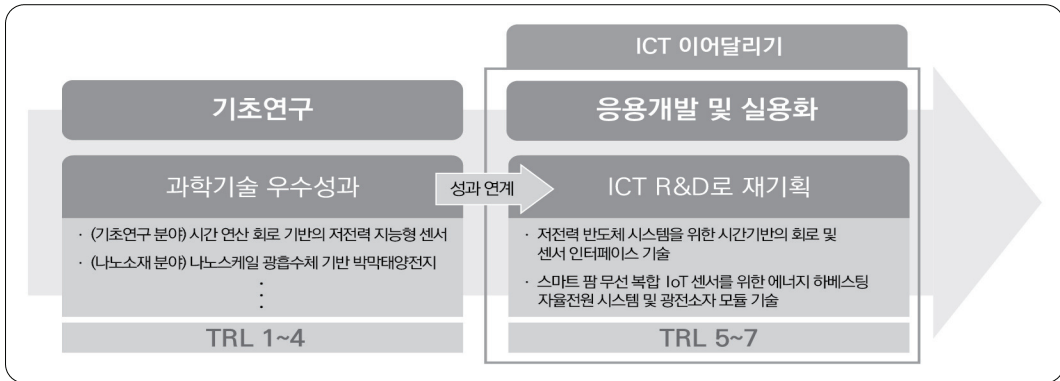 ICT 이어달리기
기초연구
응용개발 및 실용화
과학기술 우수성과
성과 연계
ICT R&D로 재기획
· (기초연구 분야) 시간 연산 회로 기반의 저전력 지능형 센서
· (나노소재 분야) 나노스케일 광흡수체 기반 박막태양전지
· 저전력 반도체 시스템을 위한 시간기반의 회로 및
센서 인터페이스 기술
· 스마트 팜 무선 복합 IoT 센서를 위한 에너지 하베스팅
자율전원 시스템 및 광전소자 모듈 기술
TRL 1~4
TRL 5~7